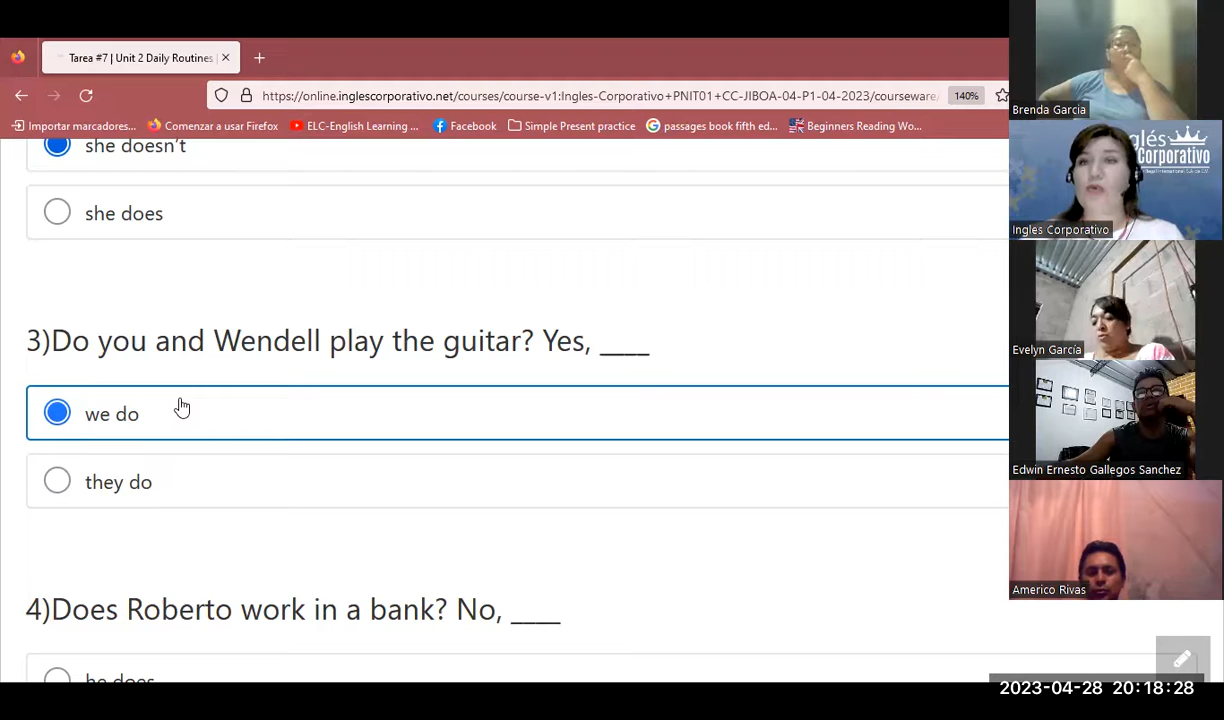 Tarea #7 | Unit 2 Daily Routines |
https://online.inglescorporativo.net/courses/course-v1:Ingles-Corporativo+PNIT01+CC-JIBOA-04-P1-04-2023/courseware/
140%
Importar marcadores...
Comenzar a usar Firefox
ELC-English Learning ...
Facebook
Simple Present practice
passages book fifth ed...
Beginners Reading Wo...
she doesn't
she does
3)Do you and Wendell play the guitar? Yes, ____
we do
they do
4)Does Roberto work in a bank? No, ____
he does
Brenda Garcia
glés
Corporativo
Ingles Corporativo
Evelyn García
Edwin Ernesto Gallegos Sanchez
Americo Rivas
2023-04-28 20:18:28